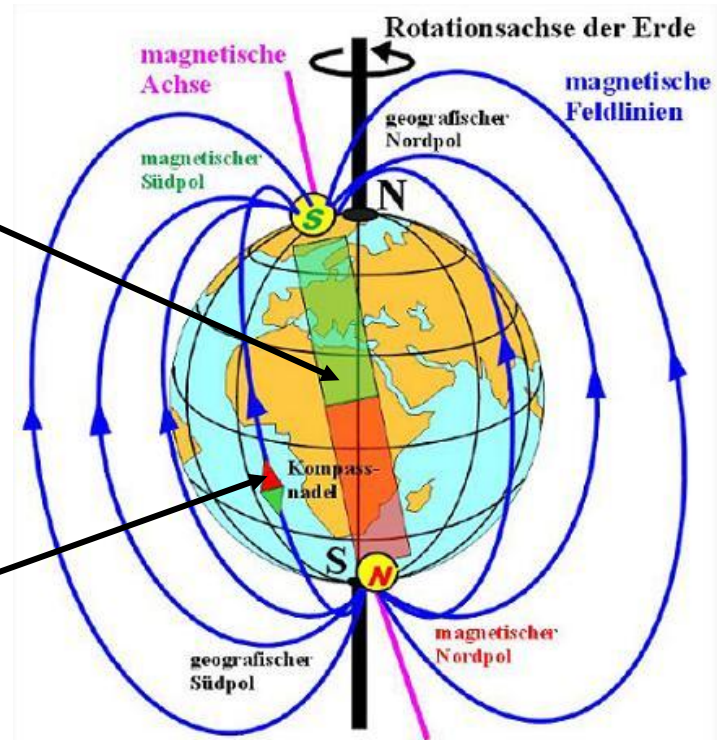 Rotationsachse der Erde
magnetische
Achse
magnetische
Feldlinien
geografischer
Nordpol
magnetischer
Südpol
N
S
Kompass-
nadel
S
N
magnetischer
Nordpol
geografischer
Südpol